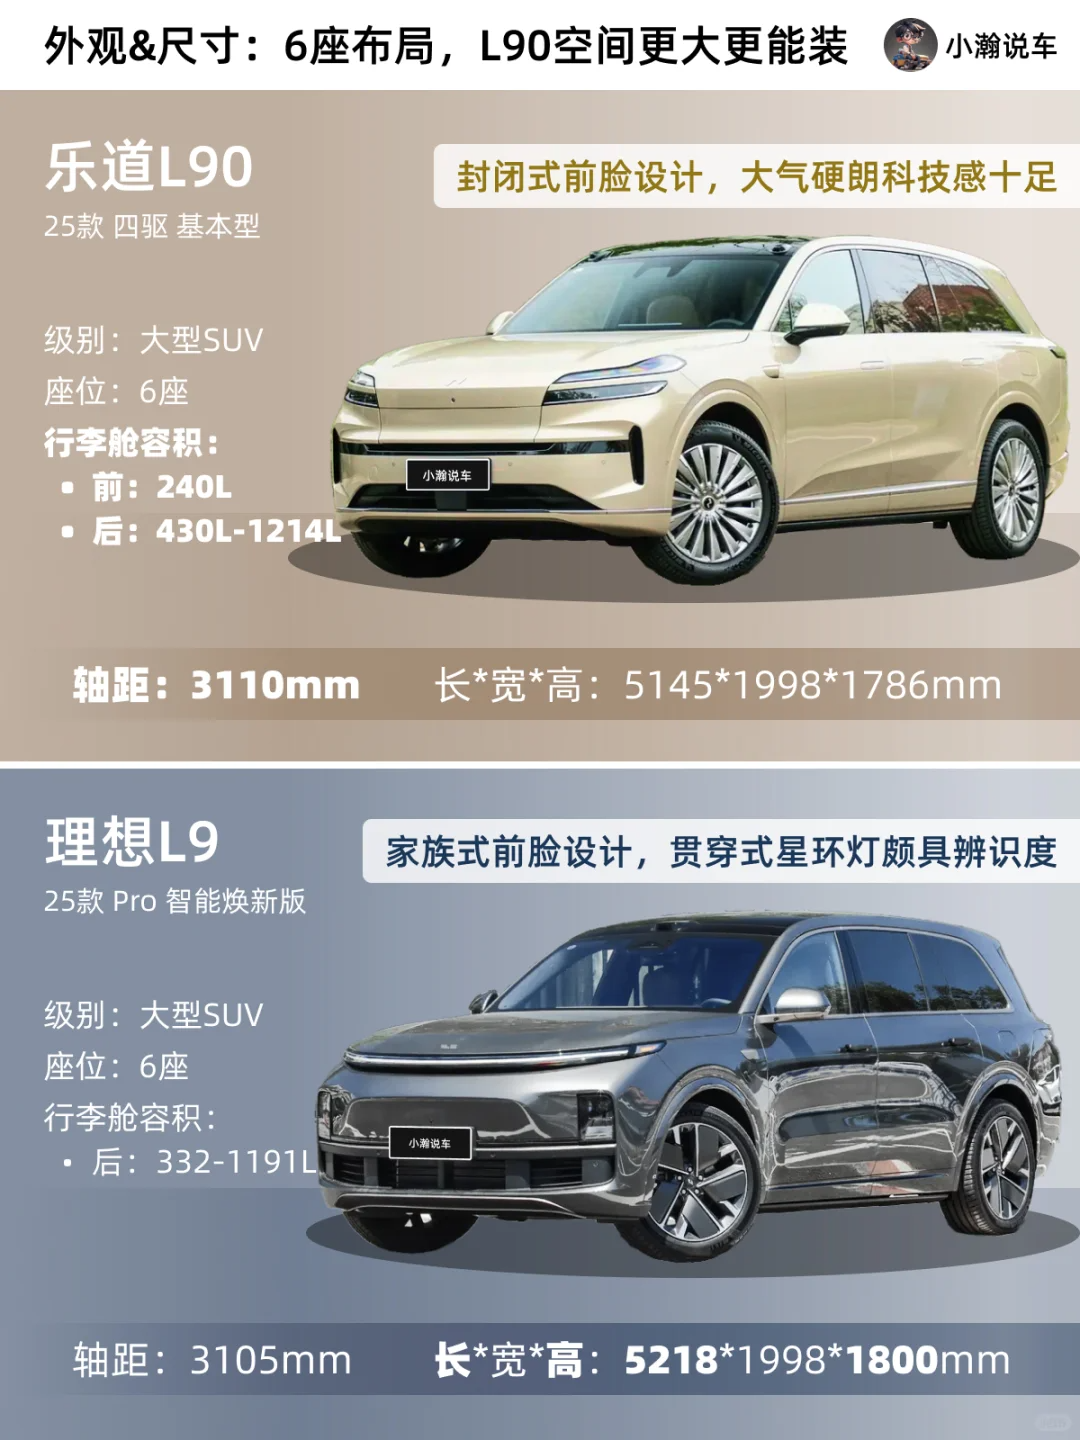 外观&尺寸：6座布局，L90空间更大更能装
小瀚说车
乐道L90
25款 四驱 基本型
封闭式前脸设计，大气硬朗科技感十足
级别：大型SUV
座位：6座
行李舱容积：
• 前：240L
• 后：430L-1214L
小瀚说车
轴距：3110mm 长*宽*高：5145*1998*1786mm
理想L9
25款 Pro 智能焕新版
家族式前脸设计，贯穿式星环灯颇具辨识度
级别：大型SUV
座位：6座
行李舱容积：
• 后：332-1191L
小瀚说车
轴距：3105mm 长*宽*高：5218*1998*1800mm